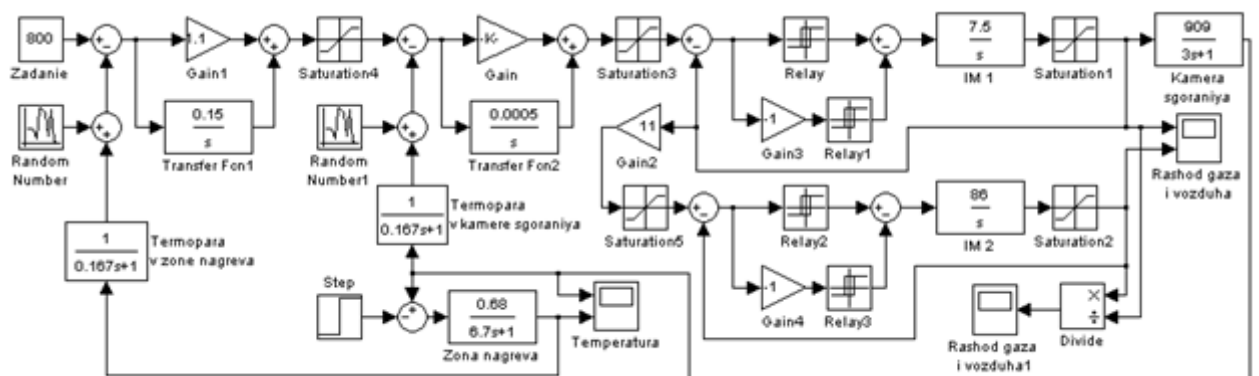 800
Zadanie
1.1
Gain1
Saturation4
-K-
Gain
Saturation3
Relay
7.5
s
IM 1
Saturation1
909
3s+1
Kamera
sgoraniya
Random
Number
0.15
s
Transfer Fcn1
Random
Number1
0.0005
s
Transfer Fcn2
11
Gain2
-1
Gain3
Relay1
Rashod gaza
i vozduha
1
0.167s+1
Termopara
v zone nagreva
1
0.167s+1
Termopara
v kamere sgoraniya
Saturation5
Relay2
86
s
IM 2
Saturation2
Step
0.68
6.7s+1
Zona nagreva
Temperatura
-1
Gain4
Relay3
Rashod gaza
i vozduha1
×
÷
Divide